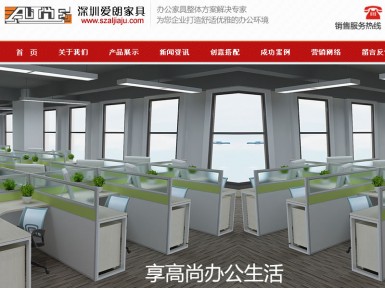 深圳爱朗家具
www.szaljiaju.com
办公家具整体方案解决专家
为您企业打造舒适优雅的办公环境
销售服务热线
首 页 关于我们 产品展示 新闻资讯 创意搭配 成功案例 营销网络 留言反
享高尚办公生活